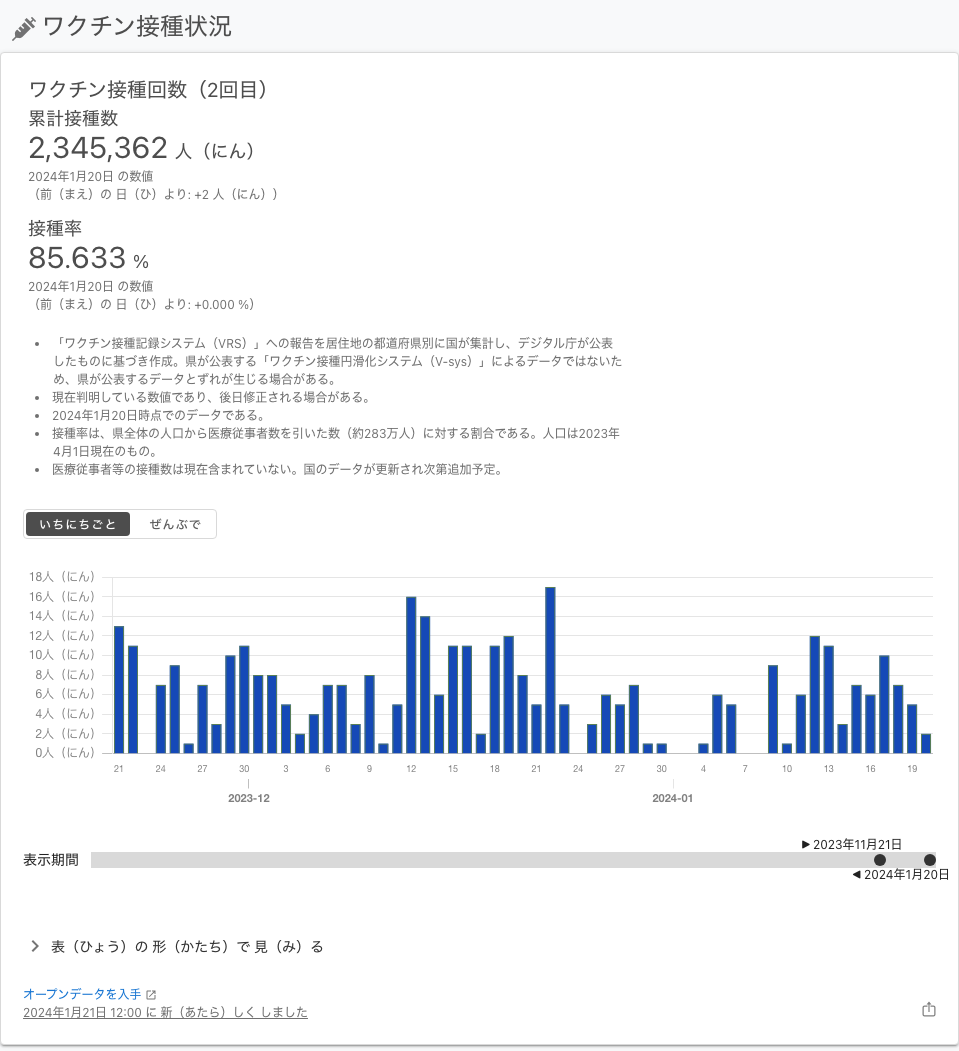 ワクチン接種状況
ワクチン接種回数（2回目）
累計接種数
2,345,362 人（にん）
2024年1月20日 の数値
（前（まえ）の 日（ひ）より: +2 人（にん））
接種率
85.633 %
2024年1月20日 の数値
（前（まえ）の 日（ひ）より: +0.000 %）
• 「ワクチン接種記録システム（VRS）」への報告を居住地の都道府県別に国が集計し、デジタル庁が公表
したものに基づき作成。県が公表する「ワクチン接種円滑化システム（V-sys）」によるデータではないた
め、県が公表するデータとずれが生じる場合がある。
• 現在判明している数値であり、後日修正される場合がある。
• 2024年1月20日時点でのデータである。
• 接種率は、県全体の人口から医療従事者数を引いた数（約283万人）に対する割合である。人口は2023年
4月1日現在のもの。
• 医療従事者等の接種数は現在含まれていない。国のデータが更新され次第追加予定。
いちにちごと ぜんぶで
18人（にん）
16人（にん）
14人（にん）
12人（にん）
10人（にん）
8人（にん）
6人（にん）
4人（にん）
2人（にん）
0人（にん）
21 24 27 30 3 6 9 12 15 18 21 24 27 30 4 7 10 13 16 19
2023-12 2024-01
▶ 2023年11月21日
表示期間
◀ 2024年1月20日
表（ひょう）の 形（かたち）で 見（み）る
オープンデータを入手
2024年1月21日 12:00 に 新（あたら）しく しました